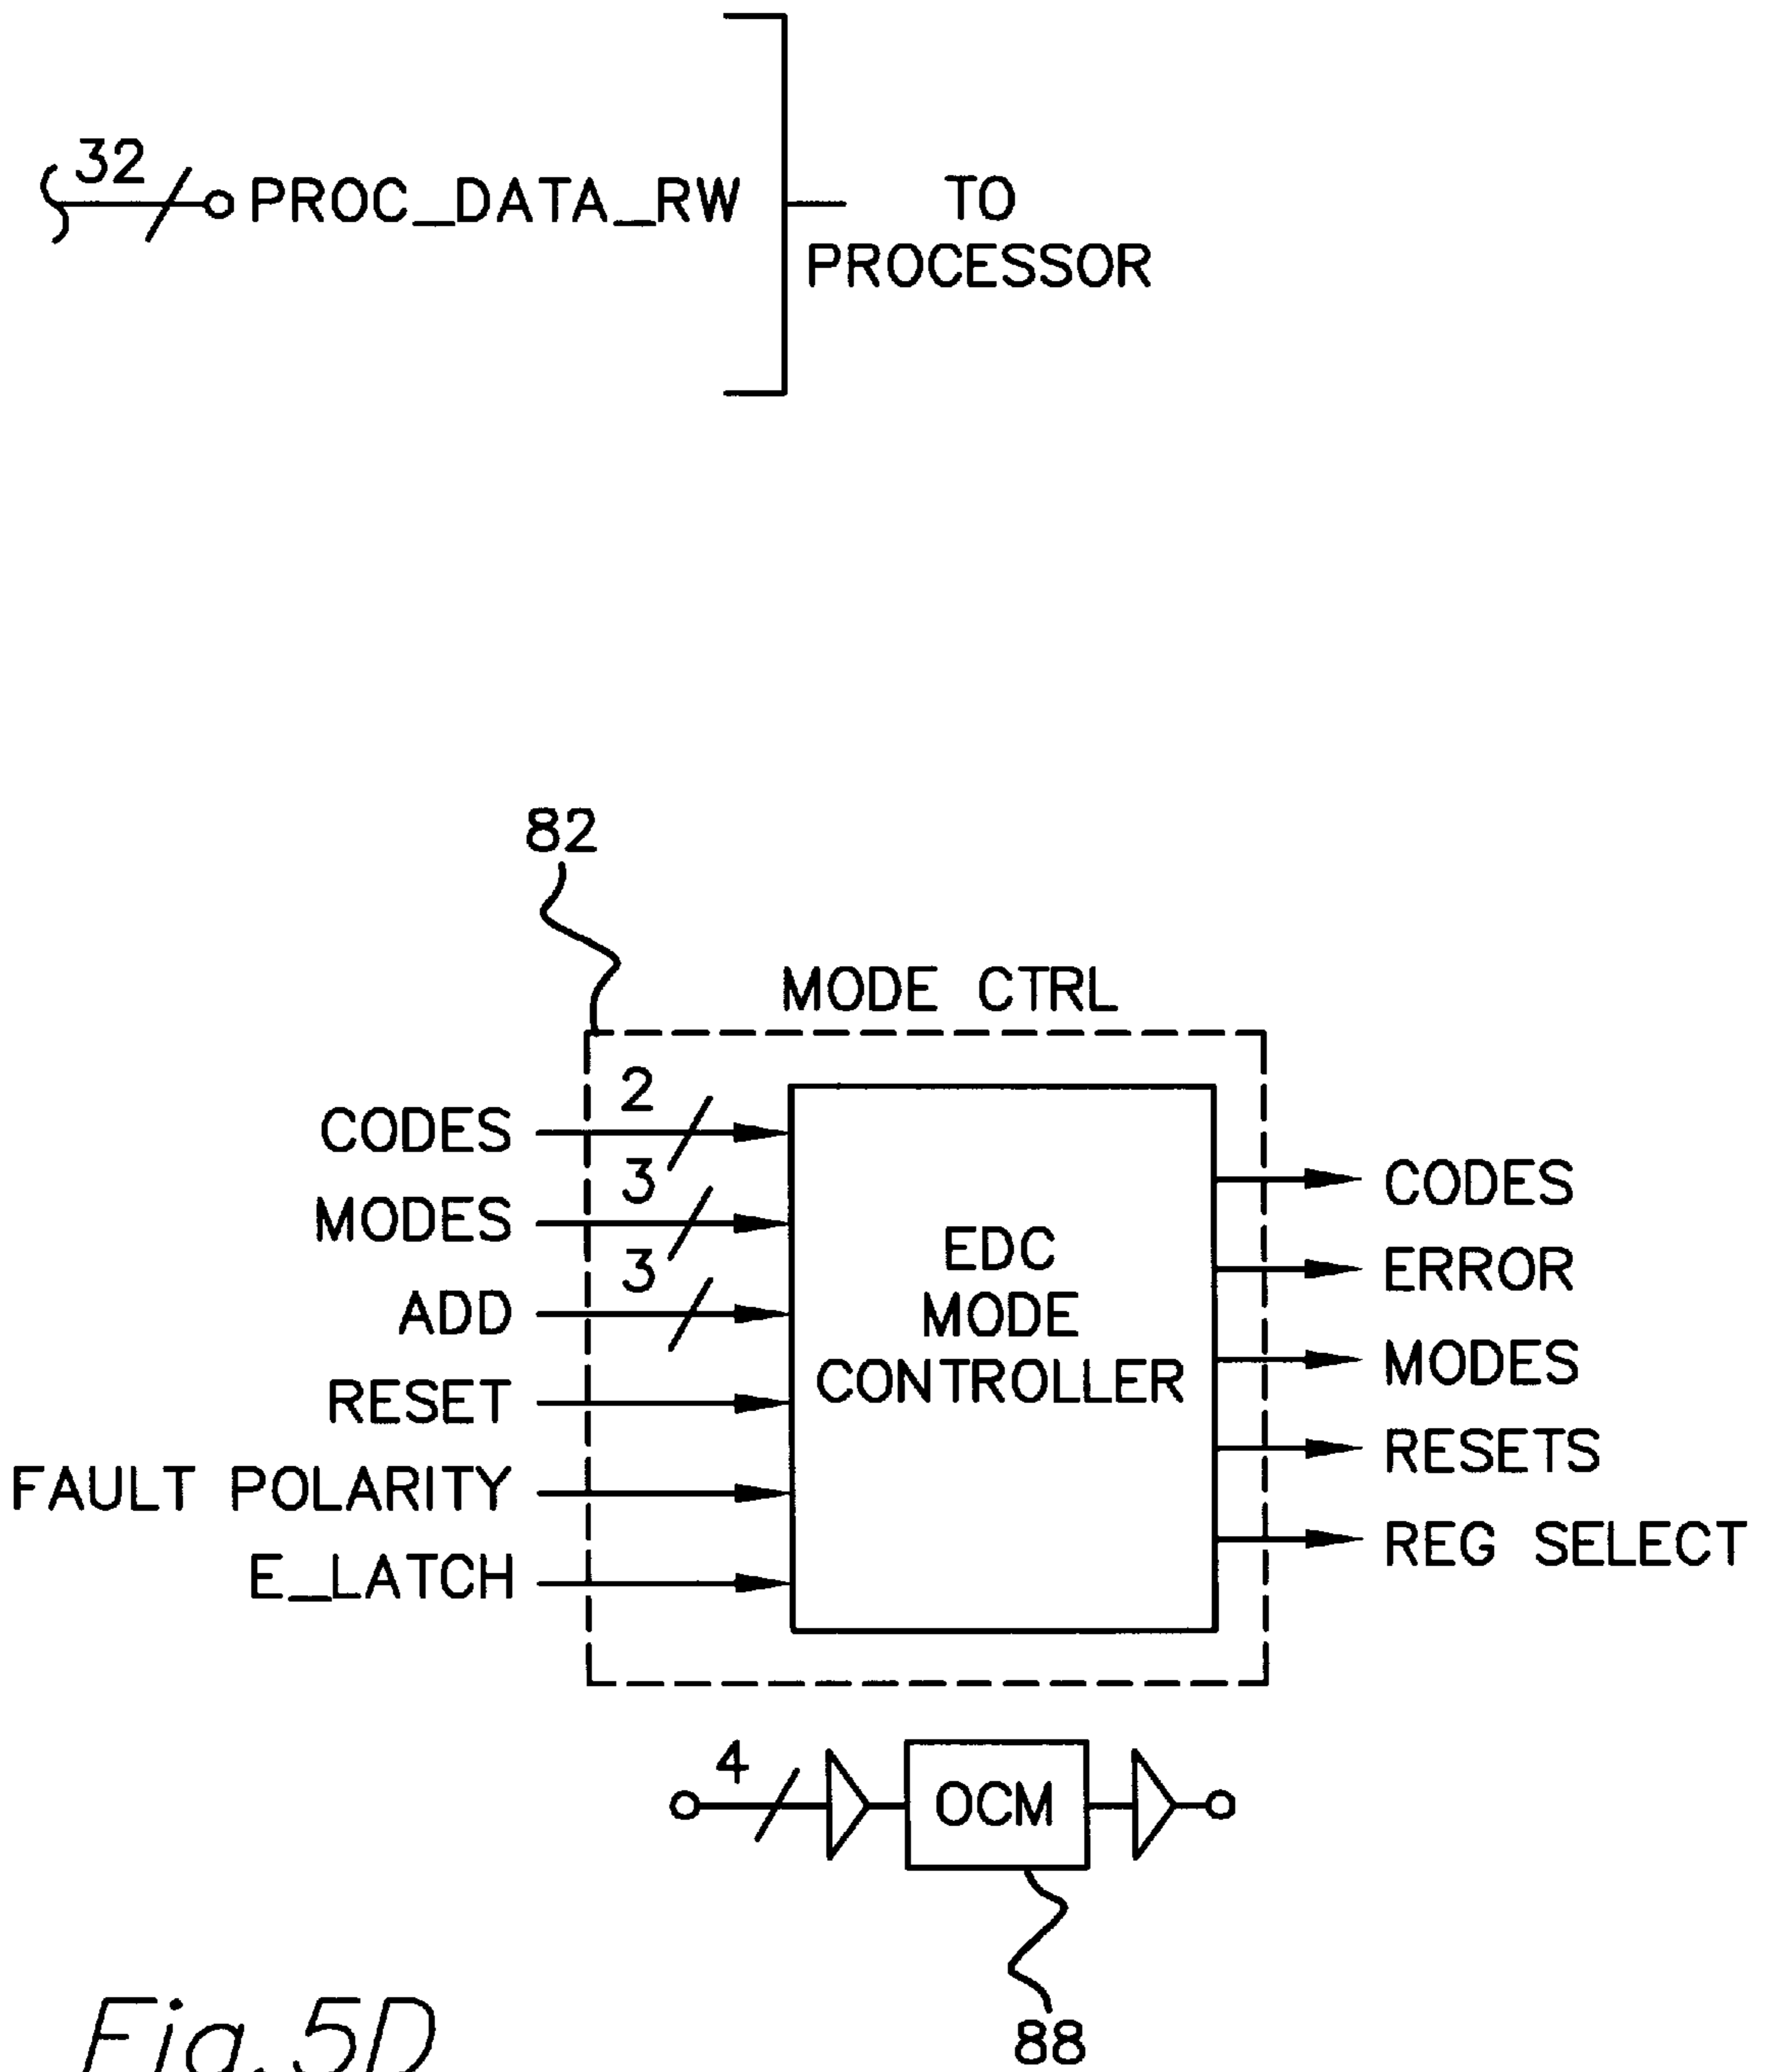 32
PROC_DATA_RW
TO
PROCESSOR
82
MODE CTRL
2
CODES
3
MODES
3
ADD
RESET
FAULT POLARITY
E_LATCH
EDC
MODE
CONTROLLER
CODES
ERROR
MODES
RESETS
REG SELECT
4
OCM
88
Fig. 5D